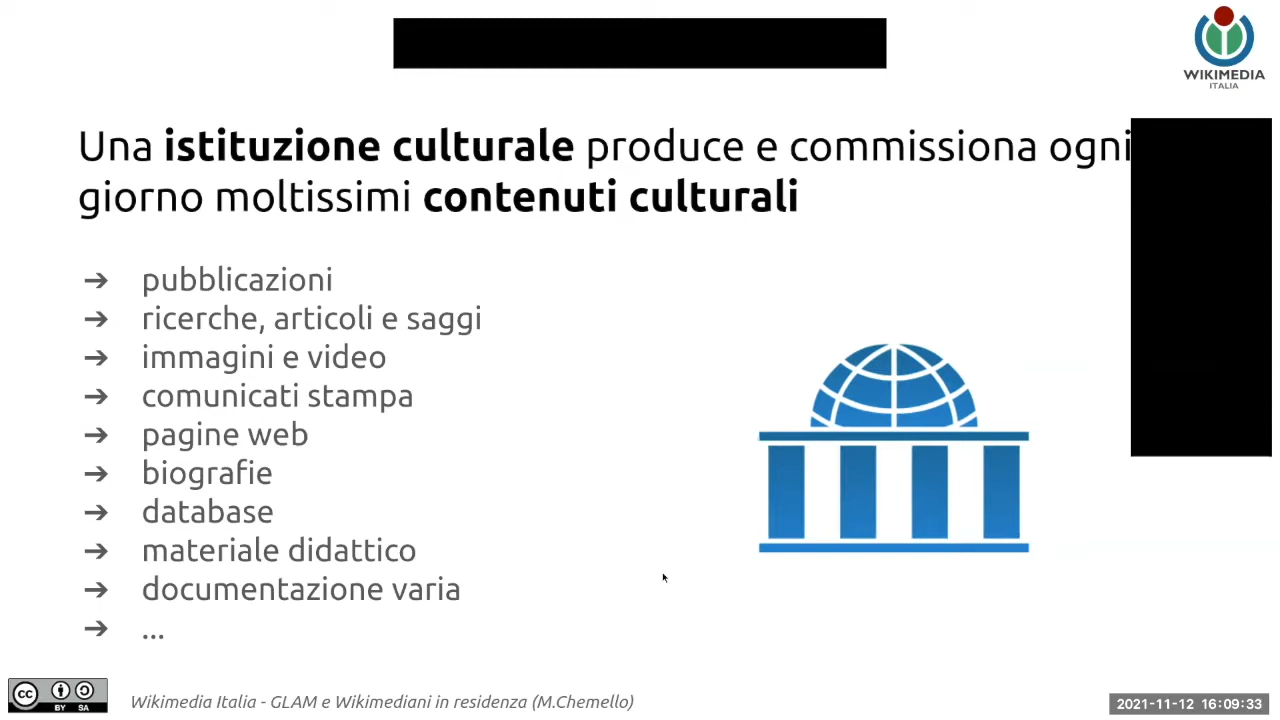 WIKIMEDIA
ITALIA
Una istituzione culturale produce e commissiona ogni
giorno moltissimi contenuti culturali
➔ pubblicazioni
➔ ricerche, articoli e saggi
➔ immagini e video
➔ comunicati stampa
➔ pagine web
➔ biografie
➔ database
➔ materiale didattico
➔ documentazione varia
➔ ...
cc BY SA
Wikimedia Italia - GLAM e Wikimediani in residenza (M.Chemello)
2021-11-12 16:09:33